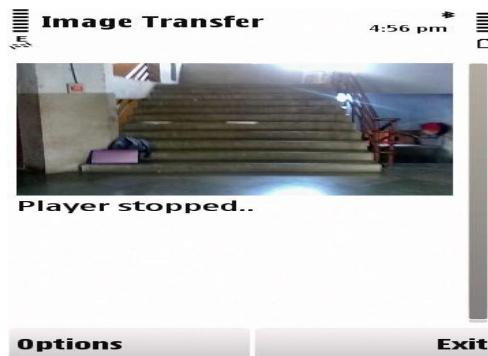 Image Transfer
4:56 pm
E
Player stopped..
Options
Exit